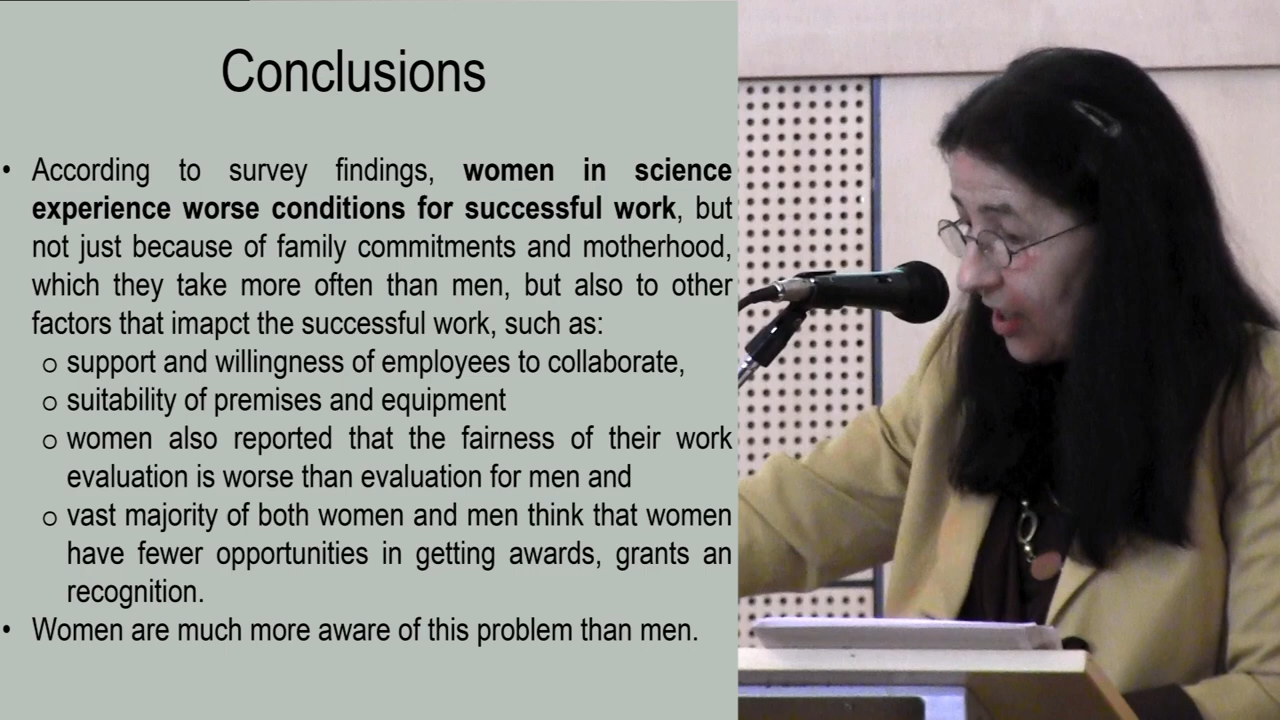 Conclusions
• According to survey findings, women in science
experience worse conditions for successful work, but
not just because of family commitments and motherhood,
which they take more often than men, but also to other
factors that imapct the successful work, such as:
o support and willingness of employees to collaborate,
o suitability of premises and equipment
o women also reported that the fairness of their work
evaluation is worse than evaluation for men and
o vast majority of both women and men think that women
have fewer opportunities in getting awards, grants an
recognition.
• Women are much more aware of this problem than men.